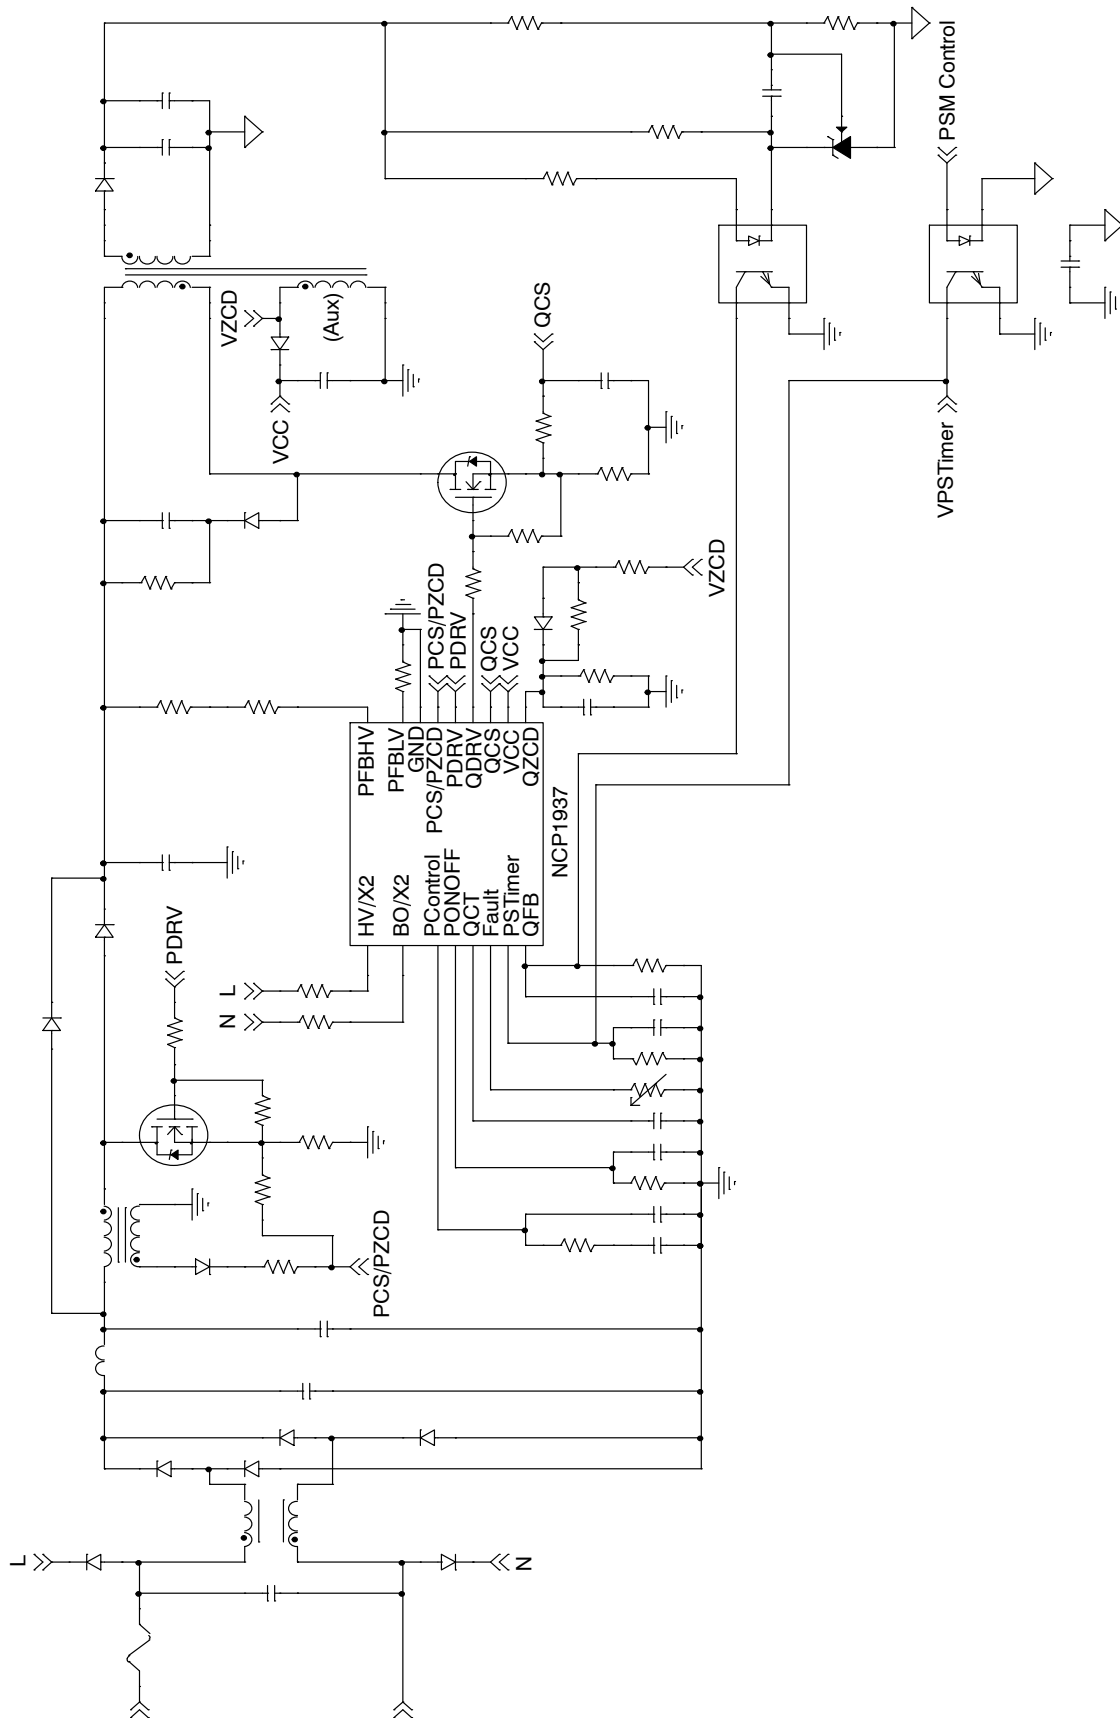 L
N
PCS/PZCD
PDRV
N
L
HV/X2
BO/X2
PControl
PONOFF
QCT
Fault
PSTimer
QFB
PFBHV
PFBLV
GND
PCS/PZCD
PDRV
QDRV
QCS
VCC
QZCD
NCP1937
PCS/PZCD
PDRV
QCS
VCC
VZCD
VCC
VZCD
(Aux)
QCS
VPSTimer
PSM Control